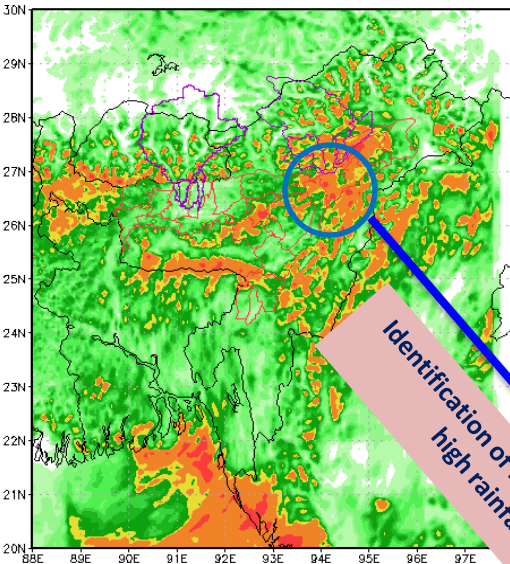 30N
29N
28N
27N
26N
25N
24N
23N
22N
21N
20N
88E 89E 90E 91E 92E 93E 94E 95E 96E 97E
Identification of
high rainfa